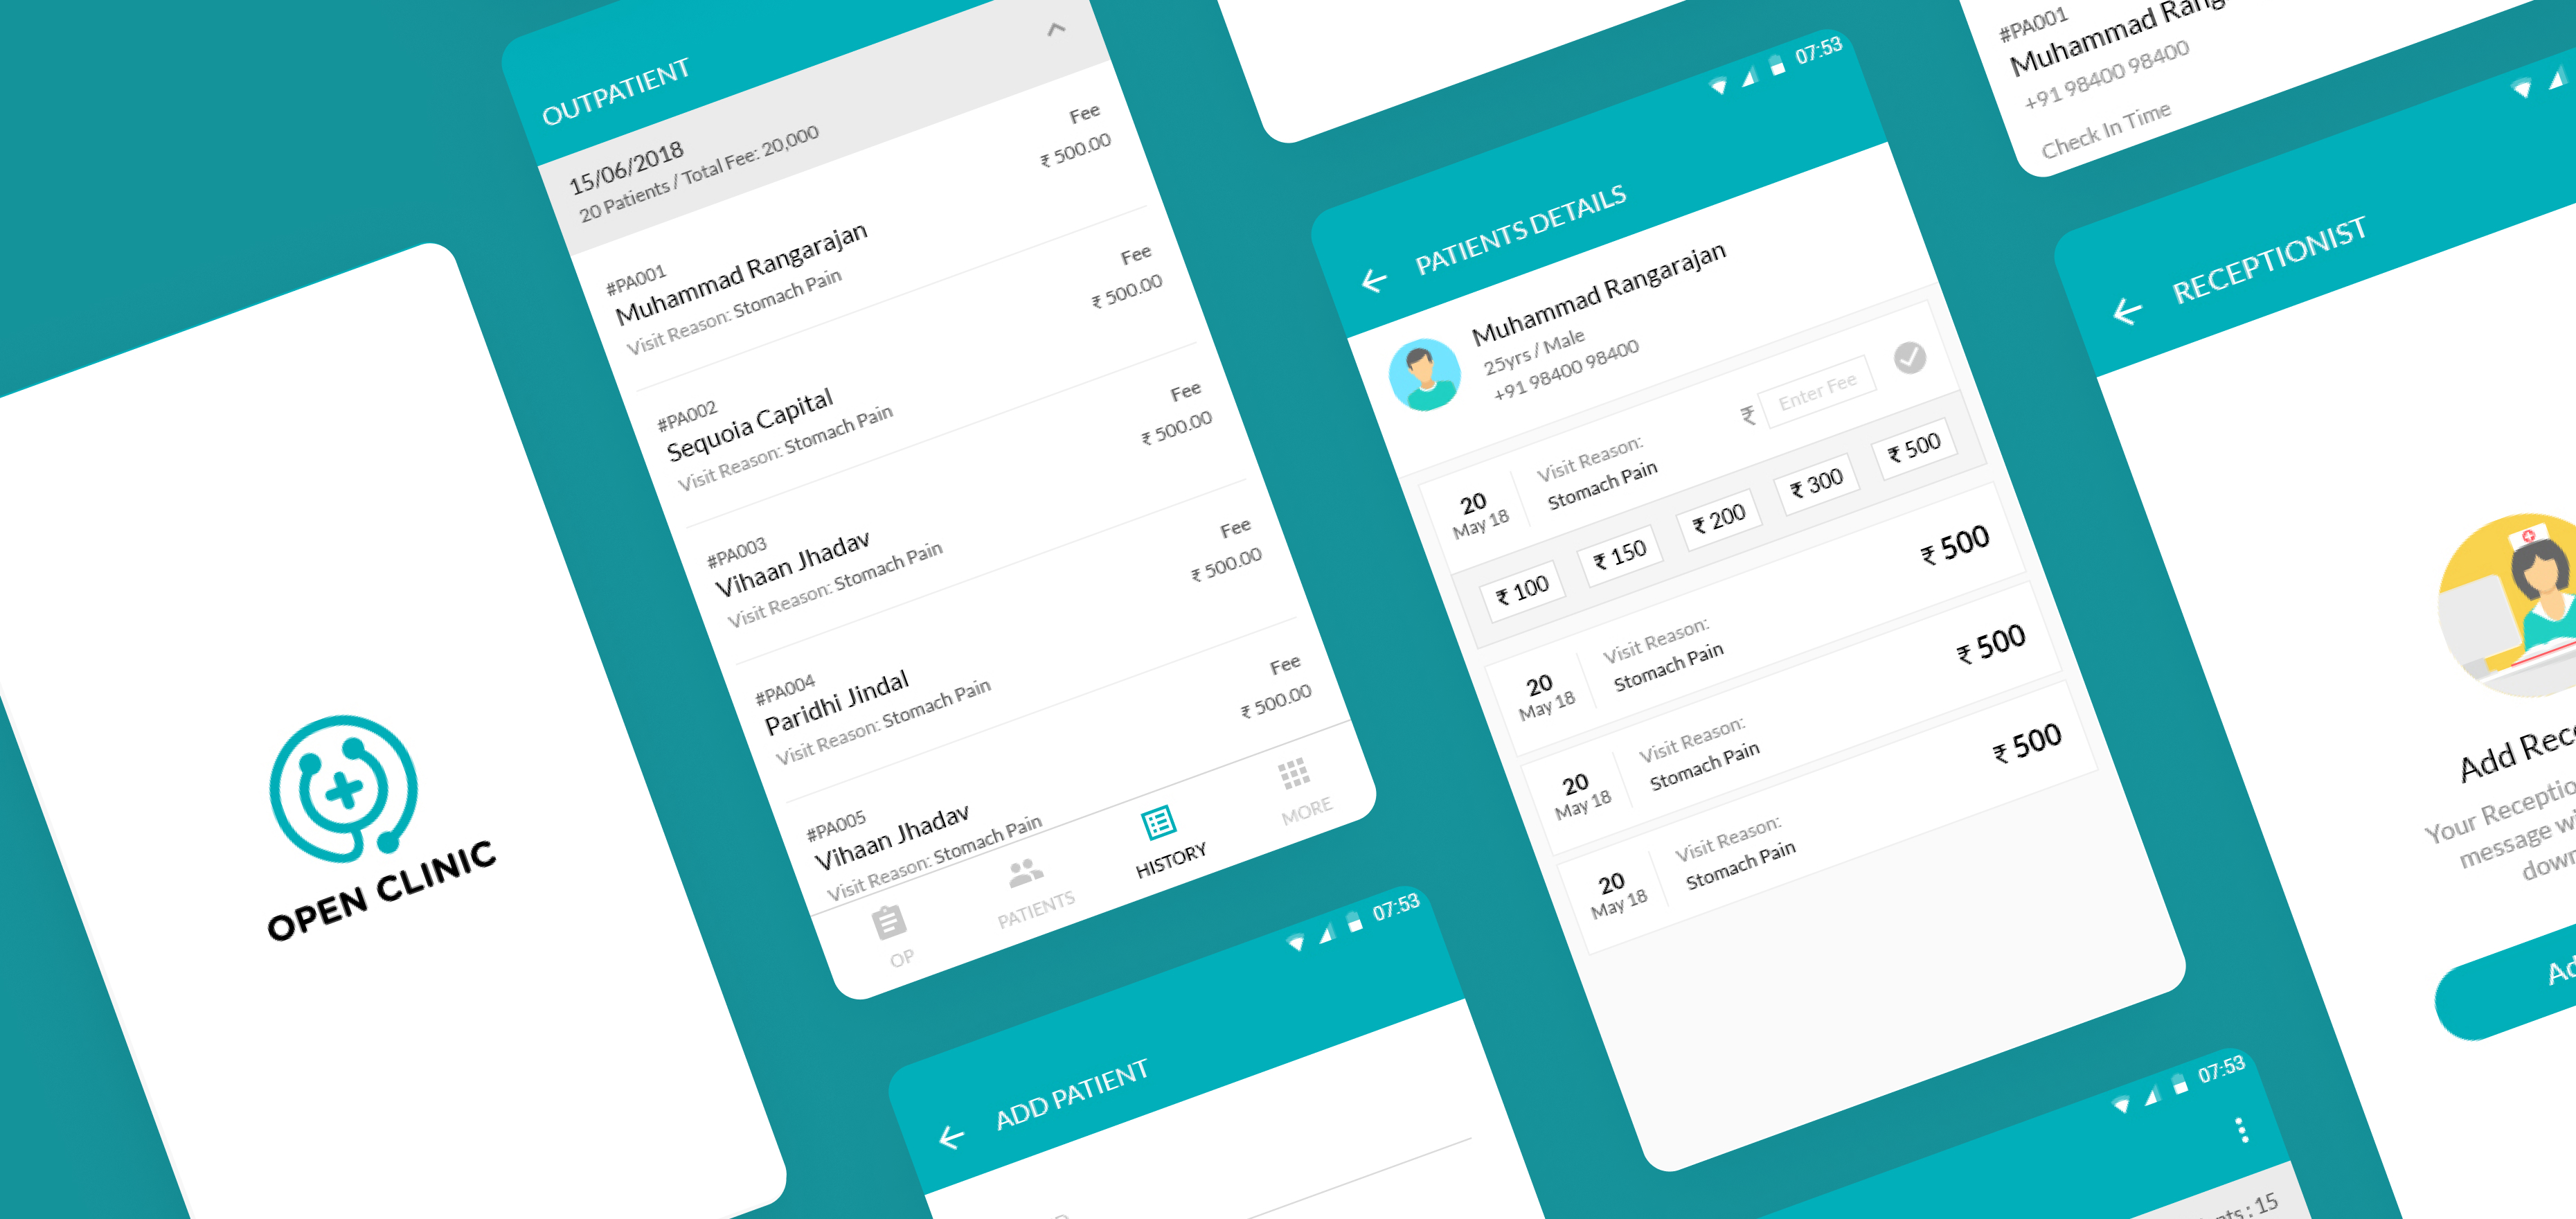 OPEN CLINIC
OUTPATIENT
15/06/2018
20 Patients / Total Fee: 20,000
#PA001
Muhammad Rangarajan
Visit Reason: Stomach Pain
Fee
₹ 500.00
#PA002
Sequoia Capital
Visit Reason: Stomach Pain
Fee
₹ 500.00
#PA003
Vihaan Jhadav
Visit Reason: Stomach Pain
Fee
₹ 500.00
#PA004
Paridhi Jindal
Visit Reason: Stomach Pain
Fee
₹ 500.00
#PA005
Vihaan Jhadav
Visit Reason: Stomach Pain
Fee
₹ 500.00
OP
PATIENTS
HISTORY
MORE
07:53
ADD PATIENT
07:53
PATIENTS DETAILS
Muhammad Rangarajan
25yrs / Male
+91 98400 98400
20
May 18
Visit Reason:
Stomach Pain
₹ Enter Fee
₹ 100
₹ 150
₹ 200
₹ 300
₹ 500
20
May 18
Visit Reason:
Stomach Pain
₹ 500
20
May 18
Visit Reason:
Stomach Pain
₹ 500
20
May 18
Visit Reason:
Stomach Pain
₹ 500
07:53
: 15
#PA001
Muhammad
+91 98400 98400
Check In Time
RECEPTIONIST
Add
Your
message